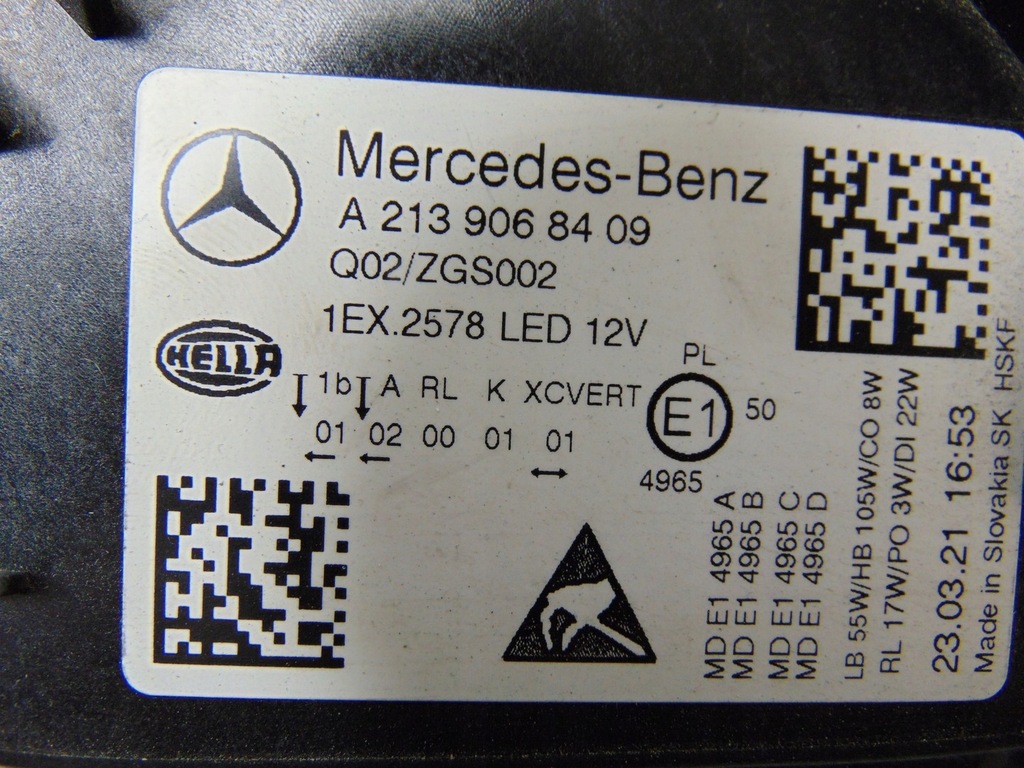 Mercedes-Benz
A 213 906 84 09
Q02/ZGS002
1EX.2578 LED 12V
HELLA
1b A RL K XCVERT
01 02 00 01 01
PL
E1
50
4965
MD E1 4965 A
MD E1 4965 B
MD E1 4965 C
MD E1 4965 D
LB 55W/HB 105W/CO 8W
RL 17W/PO 3W/DI 22W
23.03.21 16:53
Made in Slovakia SK HSKF